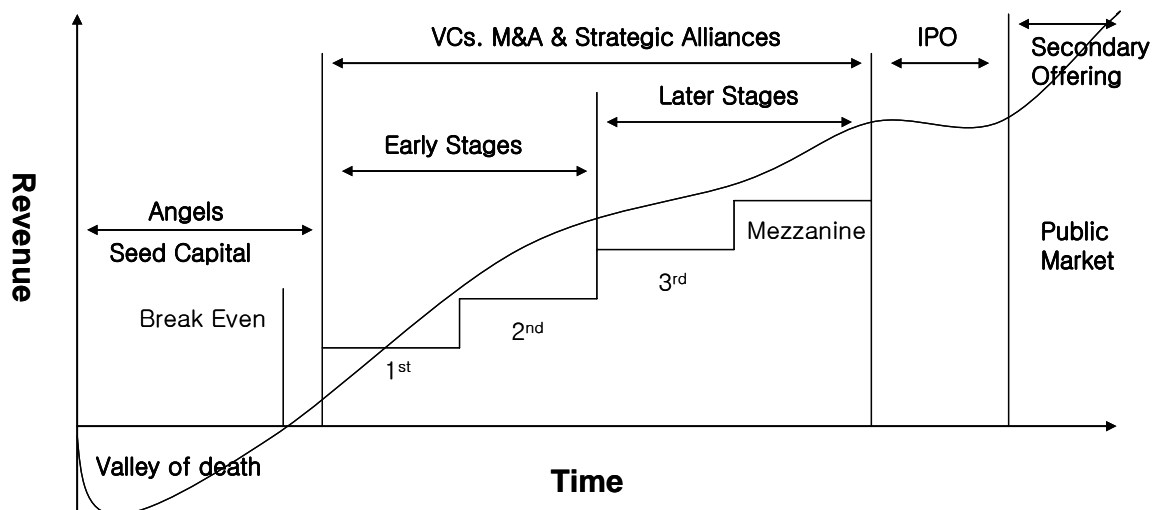 VCs. M&A & Strategic Alliances
IPO
Secondary
Offering
Later Stages
Early Stages
Revenue
Angels
Seed Capital
Mezzanine
Public
Market
3rd
Break Even
2nd
1st
Valley of death
Time